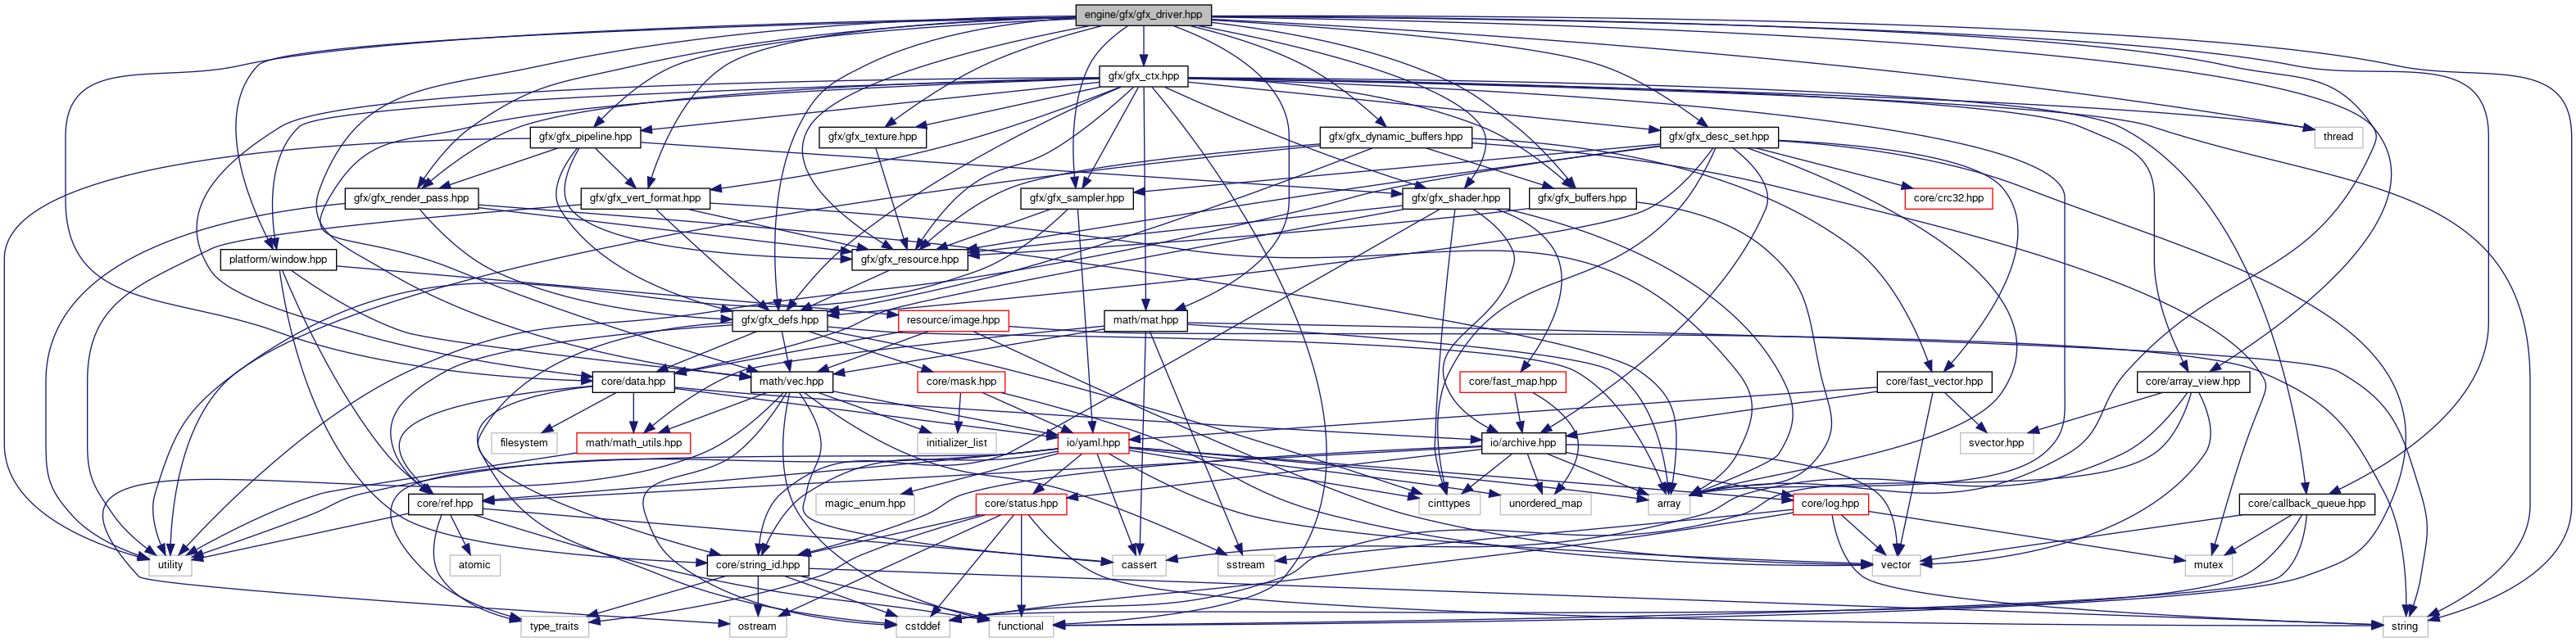 engine/gfx/gfx_driver.hpp
gfx/gfx_ctx.hpp
gfx/gfx_pipeline.hpp
gfx/gfx_texture.hpp
gfx/gfx_dynamic_buffers.hpp
gfx/gfx_desc_set.hpp
thread
gfx/gfx_render_pass.hpp
gfx/gfx_vert_format.hpp
gfx/gfx_sampler.hpp
gfx/gfx_shader.hpp
gfx/gfx_buffers.hpp
core/crc32.hpp
platform/window.hpp
gfx/gfx_resource.hpp
gfx/gfx_defs.hpp
resource/image.hpp
math/mat.hpp
core/data.hpp
math/vec.hpp
core/mask.hpp
core/fast_map.hpp
core/fast_vector.hpp
core/array_view.hpp
filesystem
math/math_utils.hpp
initializer_list
io/yaml.hpp
io/archive.hpp
svector.hpp
core/ref.hpp
magic_enum.hpp
core/status.hpp
cinttypes
unordered_map
array
core/log.hpp
core/callback_queue.hpp
utility
atomic
core/string_id.hpp
cassert
sstream
vector
mutex
type_traits
ostream
cstddef
functional
string